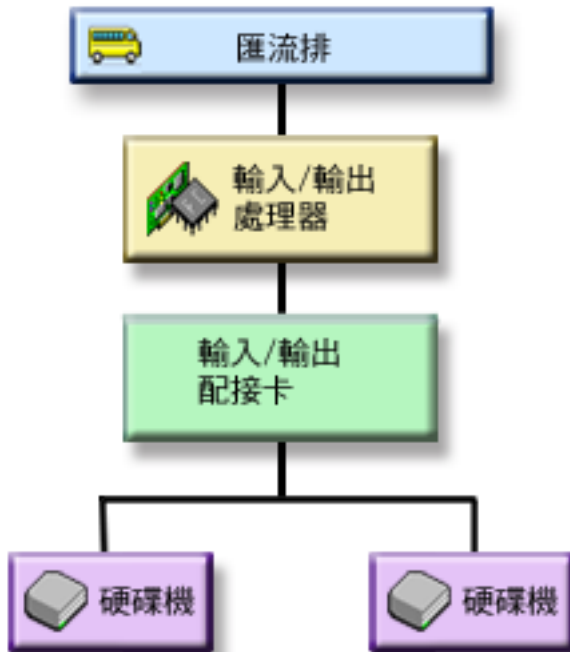 匯流排
輸入/輸出
處理器
輸入/輸出
配接卡
硬碟機
硬碟機